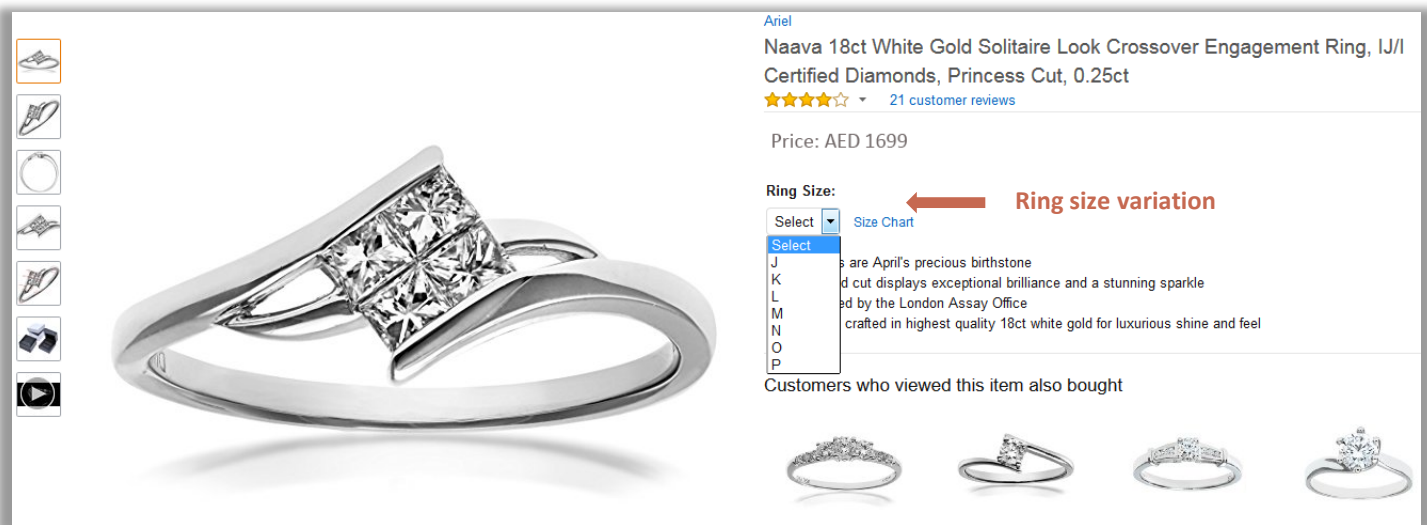 Ariel
Naava 18ct White Gold Solitaire Look Crossover Engagement Ring, IJ/I
Certified Diamonds, Princess Cut, 0.25ct
21 customer reviews
Price: AED 1699
Ring Size:
Ring size variation
Select
Size Chart
Select
J
s are April's precious birthstone
K
d cut displays exceptional brilliance and a stunning sparkle
L
ed by the London Assay Office
M
crafted in highest quality 18ct white gold for luxurious shine and feel
N
O
P
Customers who viewed this item also bought